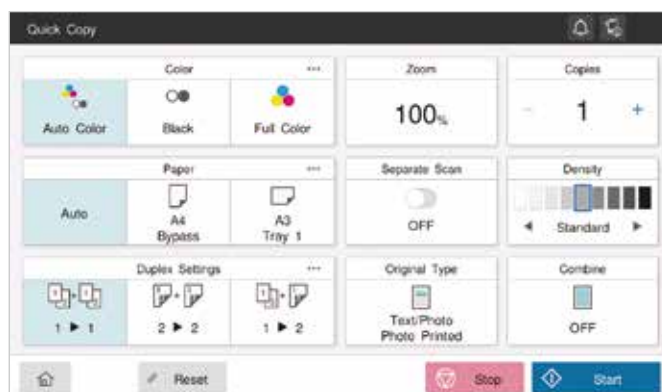 Quick Copy
Color ... Zoom Copies
Auto Color Black Full Color 100% - 1 +
Paper ... Separate Scan Density
Auto A4 Bypass A3 Tray 1 OFF ◀ Standard ▶
Duplex Settings ... Original Type Combine
1 ▶ 1 2 ▶ 2 1 ▶ 2 Text/Photo Photo Printed OFF
Reset Stop Start